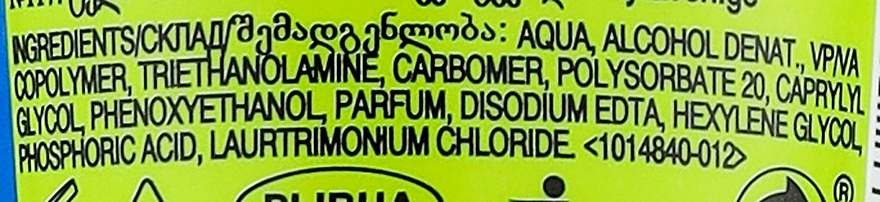 INGREDIENTS/СКЛАД/შემადგენლობა: AQUA, ALCOHOL DENAT., VP/VA
COPOLYMER, TRIETHANOLAMINE, CARBOMER, POLYSORBATE 20, CAPRYLYL
GLYCOL, PHENOXYETHANOL, PARFUM, DISODIUM EDTA, HEXYLENE GLYCOL,
PHOSPHORIC ACID, LAURTRIMONIUM CHLORIDE. <1014840-012>
®